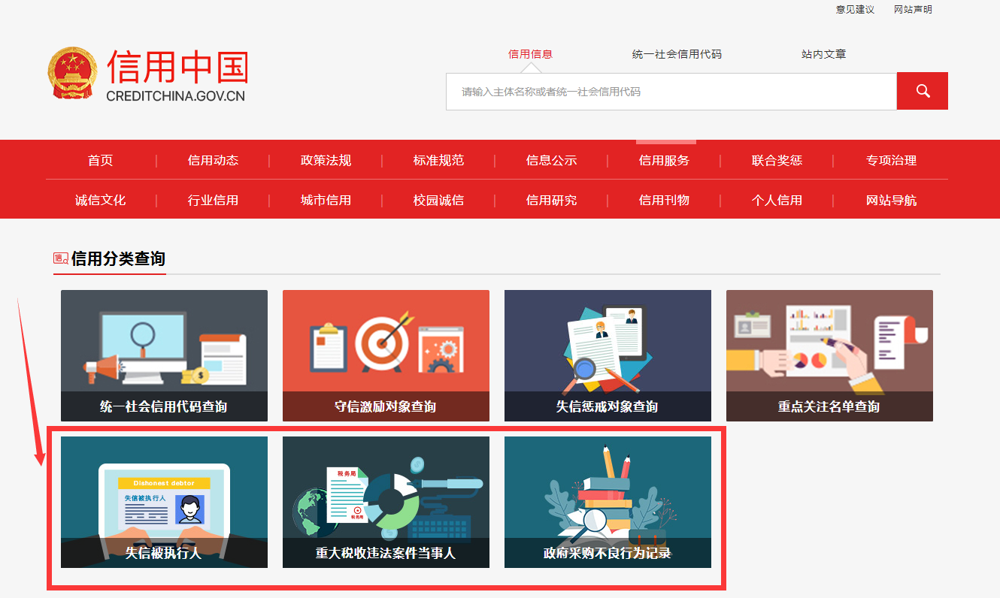 意见建议 网站声明
信用中国
CREDITCHINA.GOV.CN
信用信息 统一社会信用代码 站内文章
请输入主体名称或者统一社会信用代码
首页 信用动态 政策法规 标准规范 信息公示 信用服务 联合奖惩 专项治理
诚信文化 行业信用 城市信用 校园诚信 信用研究 信用刊物 个人信用 网站导航
信 信用分类查询
统一社会信用代码查询 守信激励对象查询 失信惩戒对象查询 重点关注名单查询
Dishonest debtor
失信被执行人
税务局
税务局
失信被执行人 重大税收违法案件当事人 政府采购不良行为记录